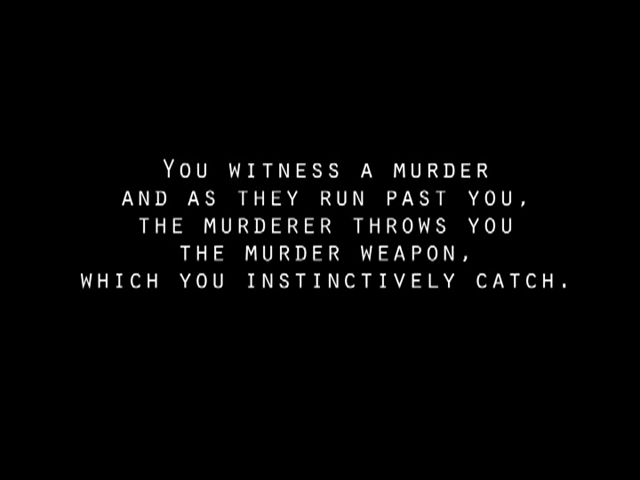 You witness a murder
and as they run past you,
the murderer throws you
the murder weapon,
which you instinctively catch.